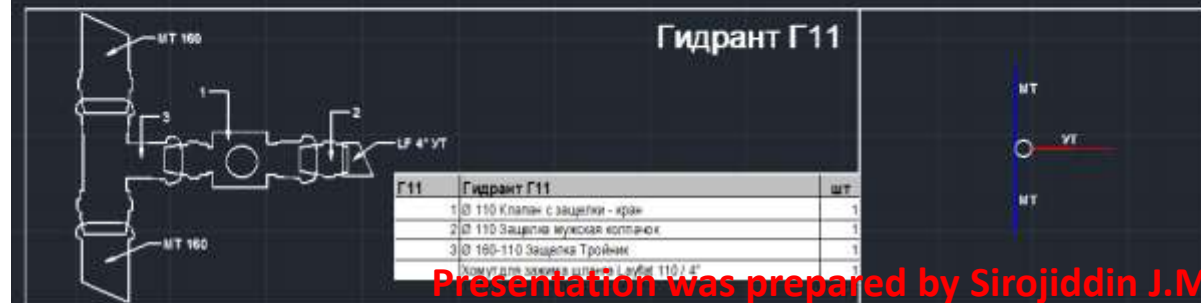 Гидрант Г11
МТ 160
1
3
2
LF 4" УТ
МТ 160
Г11 Гидрант Г11 шт
1 Ø 110 Клапан с защелки - кран 1
2 Ø 110 Защелка мужская колпачок 1
3 Ø 160-110 Защелка Тройник 1
Хомут для зажима шланга Layflat 110 / 4" 1
МТ
УТ
МТ
Presentation was prepared by Sirojiddin J.M